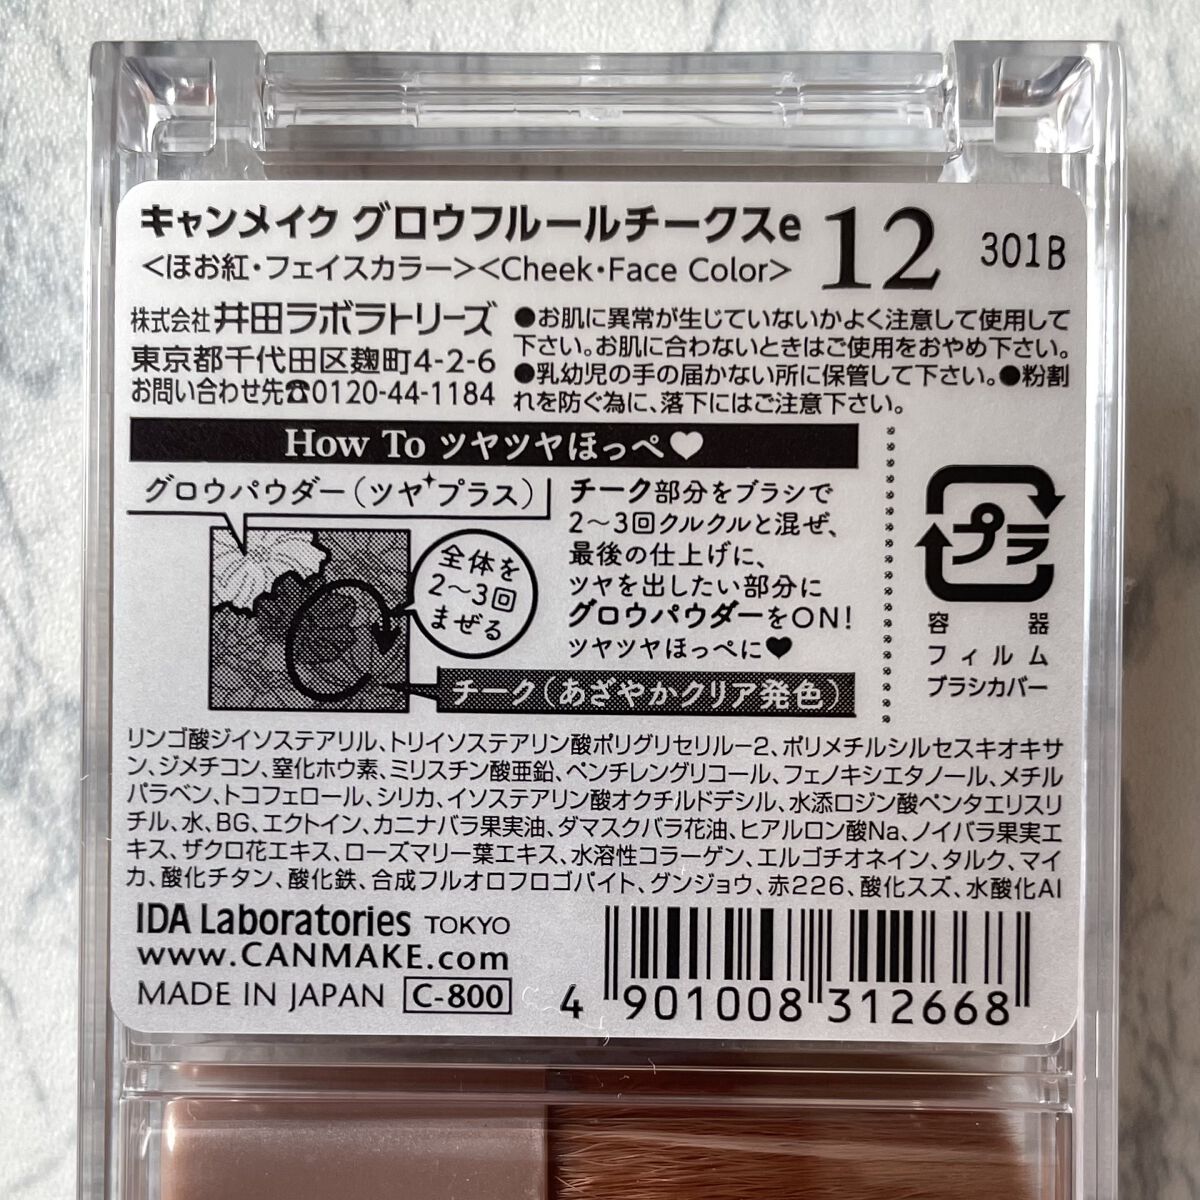 キャンメイク グロウフルールチークスe
<ほお紅・フェイスカラー><Cheek・Face Color>
12
301B
株式会社 井田ラボラトリーズ
東京都千代田区麹町4-2-6
お問い合わせ先☎0120-44-1184
●お肌に異常が生じていないかよく注意して使用して
下さい。お肌に合わないときはご使用をおやめ下さい。
●乳幼児の手の届かない所に保管して下さい。●粉割
れを防ぐ為に、落下にはご注意下さい。
How To ツヤツヤほっぺ♥
グロウパウダー(ツヤ プラス)
全体を
2〜3回
まぜる
チーク(あざやかクリア発色)
チーク部分をブラシで
2〜3回クルクルと混ぜ、
最後の仕上げに、
ツヤを出したい部分に
グロウパウダーをON!
ツヤツヤほっぺに♥
プラ
容器
フィルム
ブラシカバー
リンゴ酸ジイソステアリル、トリイソステアリン酸ポリグリセリル−2、ポリメチルシルセスキオキサ
ン、ジメチコン、窒化ホウ素、ミリスチン酸亜鉛、ペンチレングリコール、フェノキシエタノール、メチル
パラベン、トコフェロール、シリカ、イソステアリン酸オクチルドデシル、水添ロジン酸ペンタエリスリ
チル、水、BG、エクトイン、カニナバラ果実油、ダマスクバラ花油、ヒアルロン酸Na、ノイバラ果実エ
キス、ザクロ花エキス、ローズマリー葉エキス、水溶性コラーゲン、エルゴチオネイン、タルク、マイ
カ、酸化チタン、酸化鉄、合成フルオロフロゴパイト、グンジョウ、赤226、酸化スズ、水酸化Al
IDA Laboratories TOKYO
www.CANMAKE.com
MADE IN JAPAN C-800
4 901008 312668